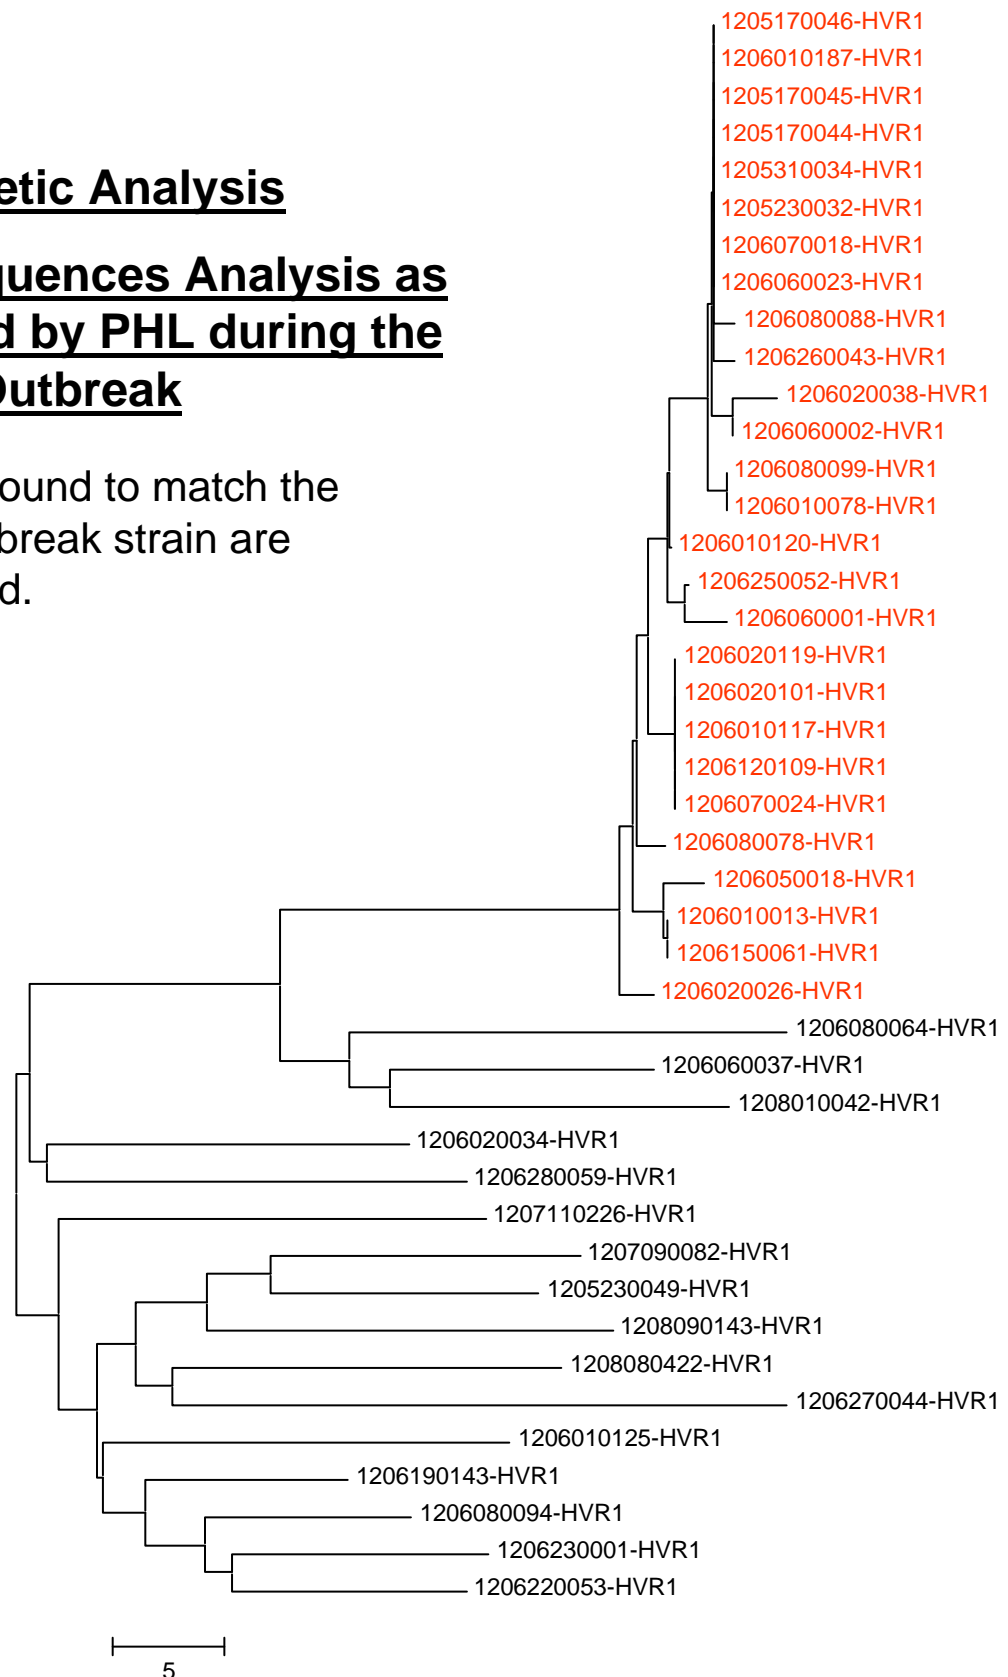 etic Analysis
quences Analysis as
d by PHL during the
Outbreak
ound to match the
break strain are
d.
1205170046-HVR1
1206010187-HVR1
1205170045-HVR1
1205170044-HVR1
1205310034-HVR1
1205230032-HVR1
1206070018-HVR1
1206060023-HVR1
1206080088-HVR1
1206260043-HVR1
1206020038-HVR1
1206060002-HVR1
1206080099-HVR1
1206010078-HVR1
1206010120-HVR1
1206250052-HVR1
1206060001-HVR1
1206020119-HVR1
1206020101-HVR1
1206010117-HVR1
1206120109-HVR1
1206070024-HVR1
1206080078-HVR1
1206050018-HVR1
1206010013-HVR1
1206150061-HVR1
1206020026-HVR1
1206080064-HVR1
1206060037-HVR1
1208010042-HVR1
1206020034-HVR1
1206280059-HVR1
1207110226-HVR1
1207090082-HVR1
1205230049-HVR1
1208090143-HVR1
1208080422-HVR1
1206270044-HVR1
1206010125-HVR1
1206190143-HVR1
1206080094-HVR1
1206230001-HVR1
1206220053-HVR1
5